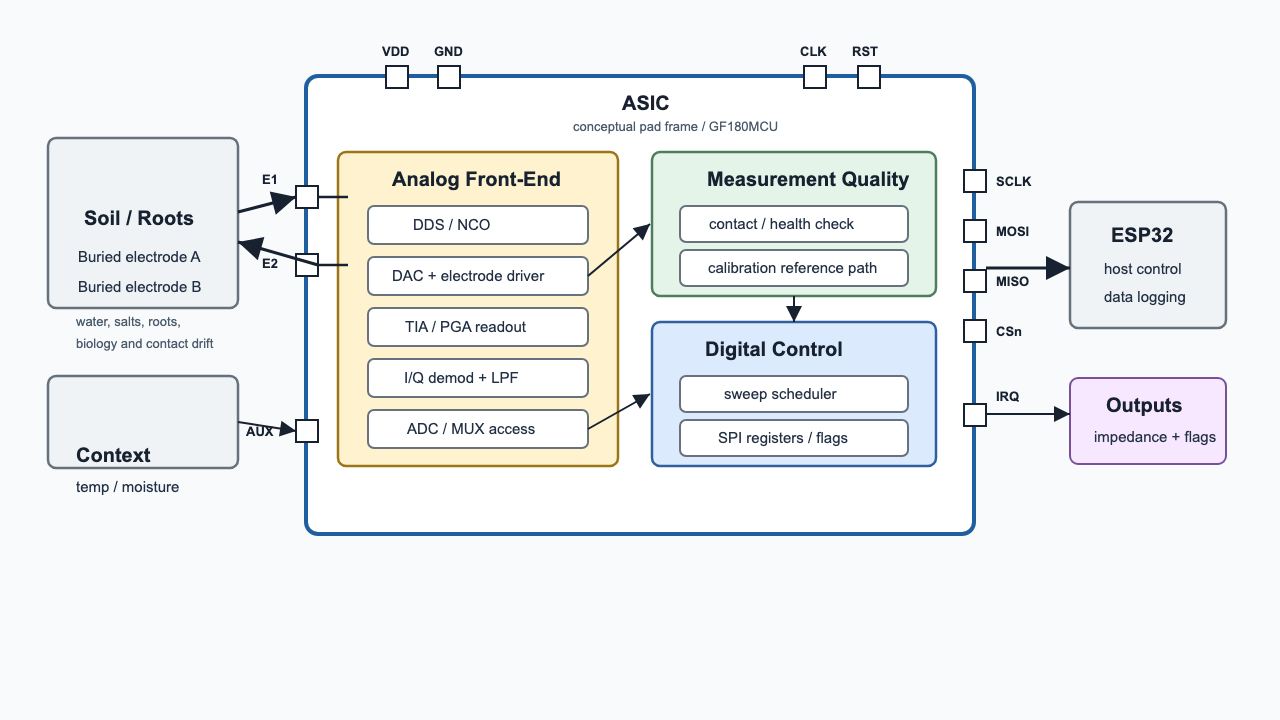 VDD
GND
CLK
RST
ASIC
conceptual pad frame / GF180MCU
Soil / Roots
Buried electrode A
Buried electrode B
water, salts, roots,
biology and contact drift
E1
E2
Context
temp / moisture
AUX
Analog Front-End
DDS / NCO
DAC + electrode driver
TIA / PGA readout
I/Q demod + LPF
ADC / MUX access
Measurement Quality
contact / health check
calibration reference path
Digital Control
sweep scheduler
SPI registers / flags
SCLK
MOSI
MISO
CSn
IRQ
ESP32
host control
data logging
Outputs
impedance + flags